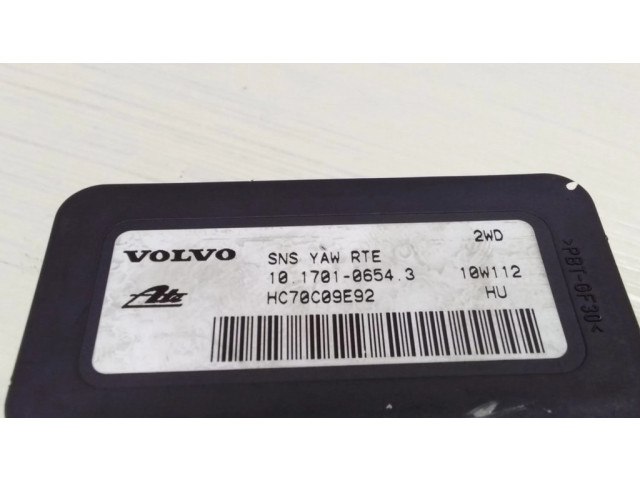 VOLVO
SNS YAW RTE
2WD
Ate
10.1701-0654.3
10W112
HC70C09E92
HU
>PBT-GF30<